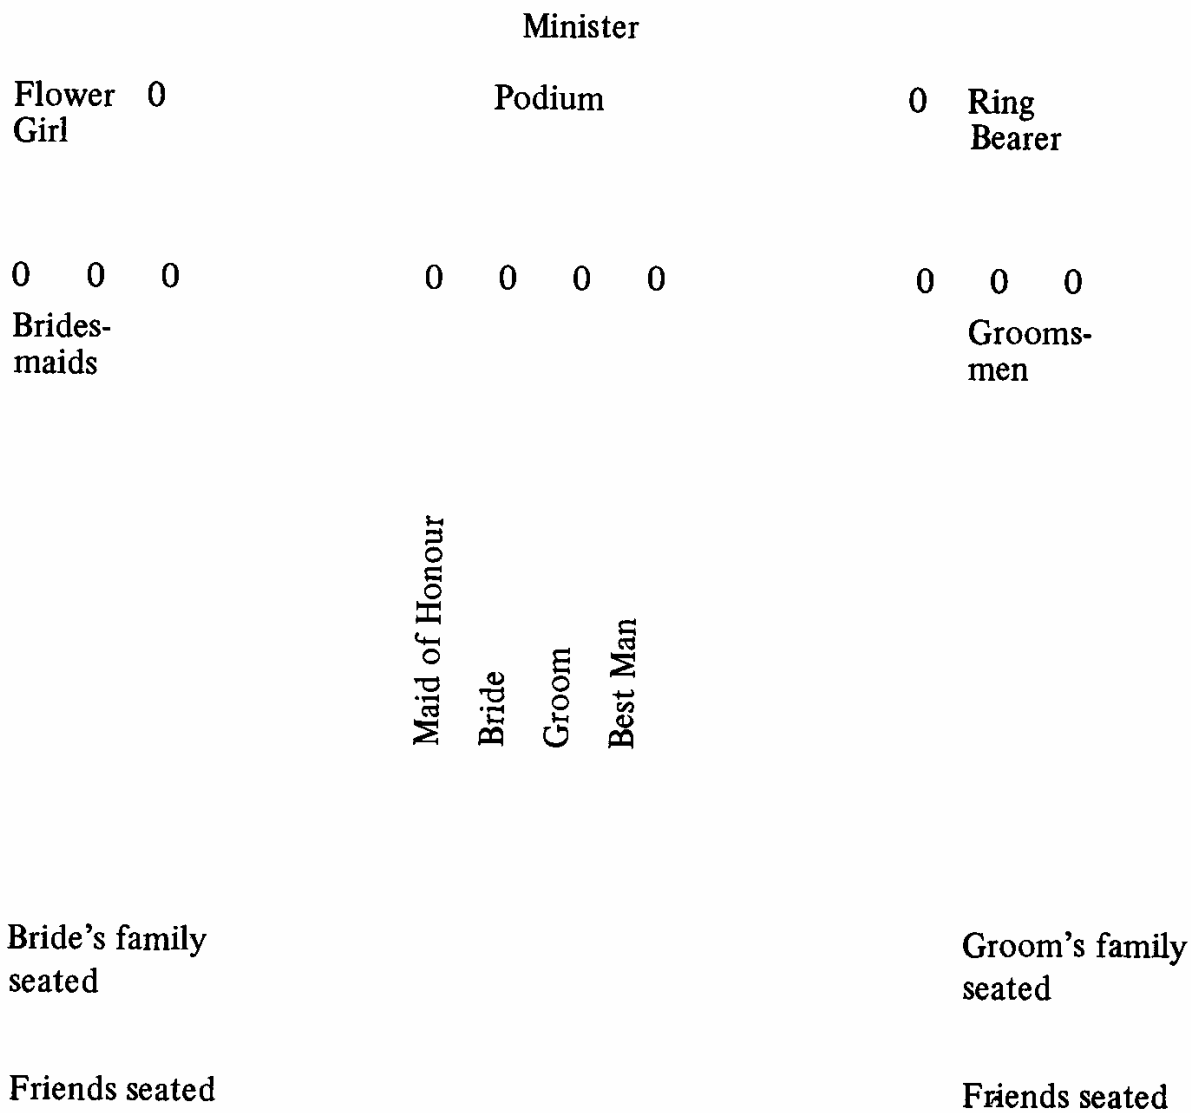 Minister
Flower 0 Podium 0 Ring
Girl Bearer
0 0 0 0 0 0 0 0 0 0
Brides- Grooms-
maids men
Maid of Honour
Bride
Groom
Best Man
Bride's family Groom's family
seated seated
Friends seated Friends seated